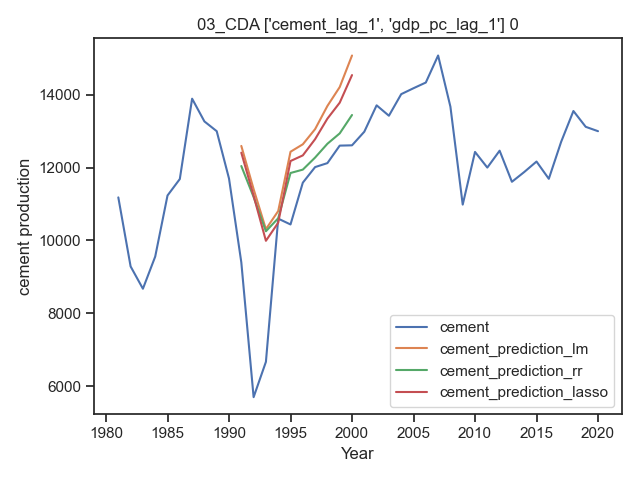 03_CDA ['cement_lag_1', 'gdp_pc_lag_1'] 0
cement production
14000
12000
10000
8000
6000
cement
cement_prediction_lm
cement_prediction_rr
cement_prediction_lasso
1980 1985 1990 1995 2000 2005 2010 2015 2020
Year